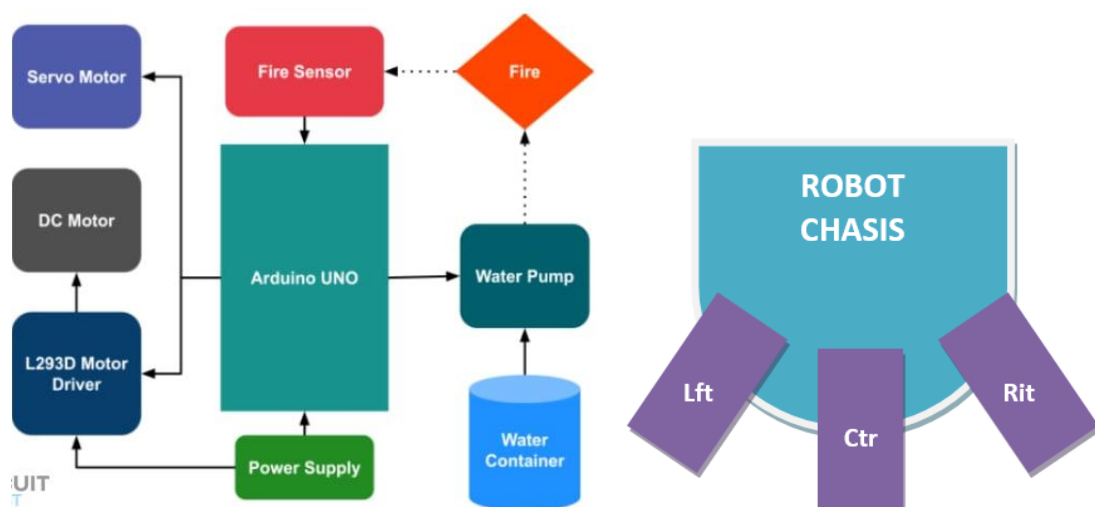 Servo Motor
Fire Sensor
Fire
DC Motor
Arduino UNO
Water Pump
L293D Motor
Driver
Power Supply
Water
Container
UIT
ROBOT
CHASIS
Lft
Ctr
Rit